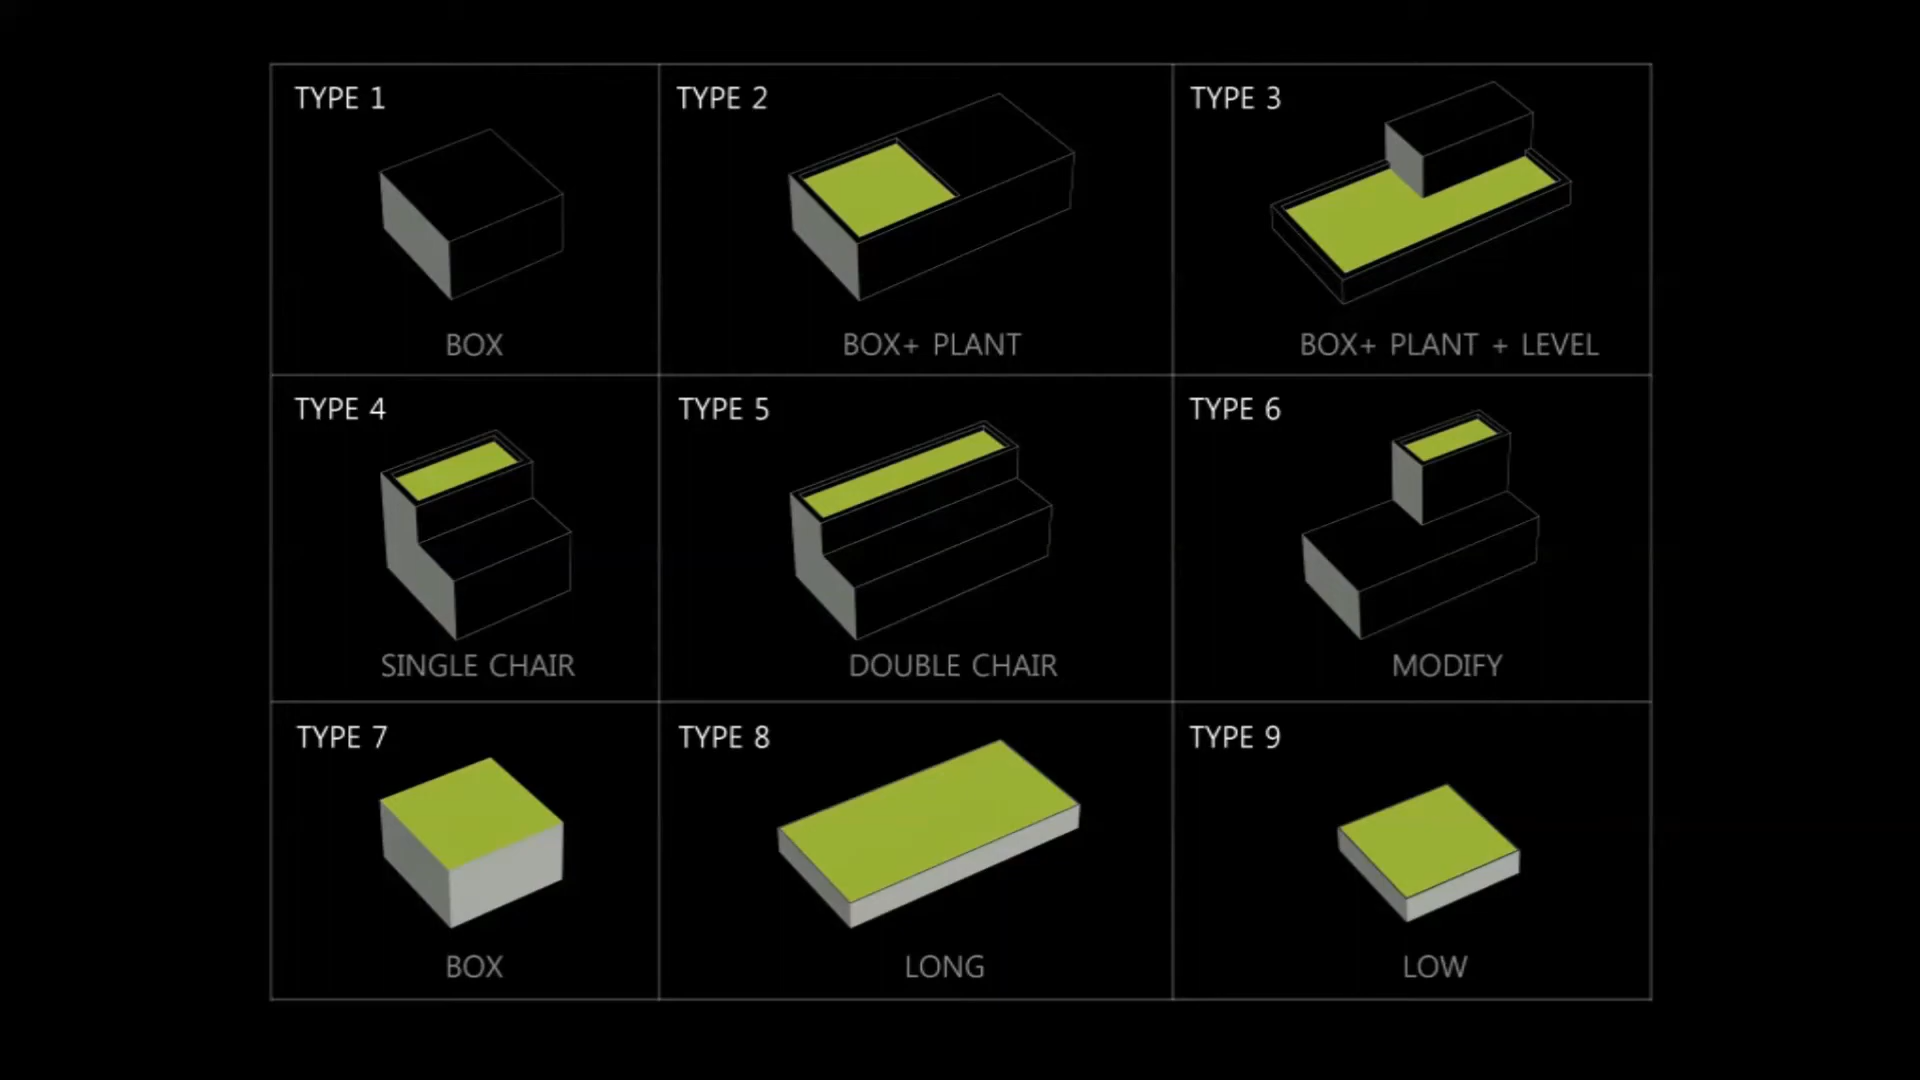 TYPE 1
BOX
TYPE 2
BOX+ PLANT
TYPE 3
BOX+ PLANT + LEVEL
TYPE 4
SINGLE CHAIR
TYPE 5
DOUBLE CHAIR
TYPE 6
MODIFY
TYPE 7
BOX
TYPE 8
LONG
TYPE 9
LOW